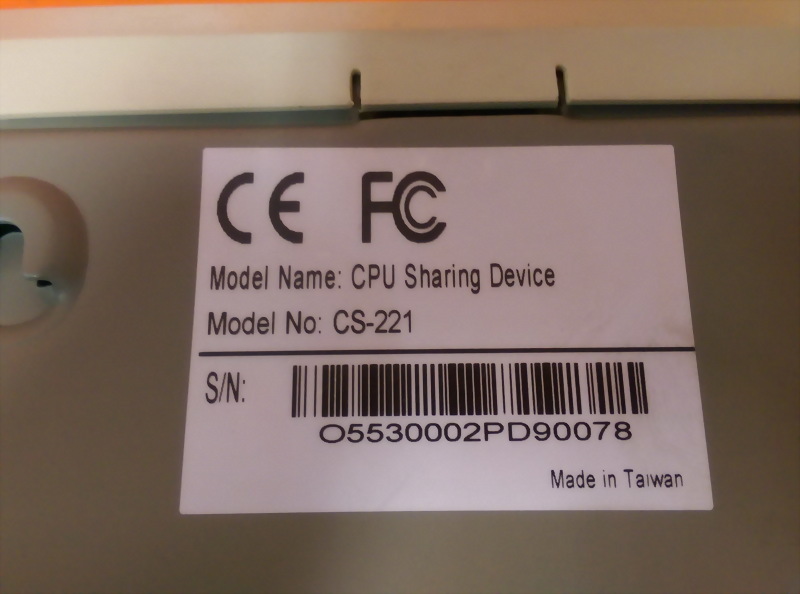 CE FC
Model Name: CPU Sharing Device
Model No: CS-221
S/N:
O5530002PD90078
Made in Taiwan